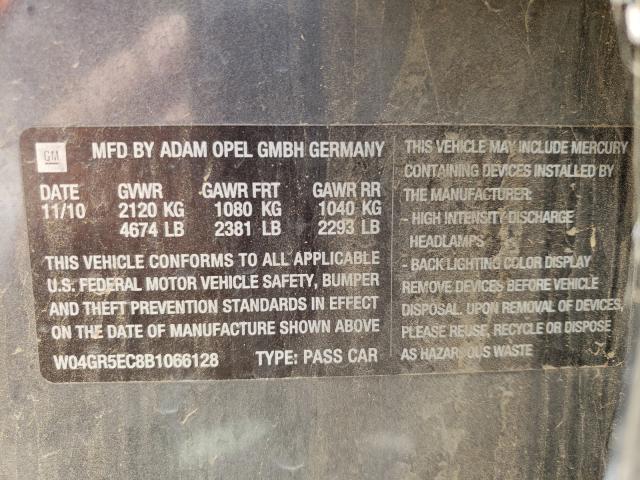 GM MFD BY ADAM OPEL GMBH GERMANY
DATE GVWR GAWR FRT GAWR RR
11/10 2120 KG 1080 KG 1040 KG
4674 LB 2381 LB 2293 LB
THIS VEHICLE CONFORMS TO ALL APPLICABLE
U.S. FEDERAL MOTOR VEHICLE SAFETY, BUMPER
AND THEFT PREVENTION STANDARDS IN EFFECT
ON THE DATE OF MANUFACTURE SHOWN ABOVE
W04GR5EC8B1066128 TYPE: PASS CAR
THIS VEHICLE MAY INCLUDE MERCURY
CONTAINING DEVICES INSTALLED BY
THE MANUFACTURER:
- HIGH INTENSITY DISCHARGE
HEADLAMPS
- BACK LIGHTING COLOR DISPLAY
REMOVE DEVICES BEFORE VEHICLE
DISPOSAL. UPON REMOVAL OF DEVICES,
PLEASE REUSE, RECYCLE OR DISPOSE
AS HAZARDOUS WASTE